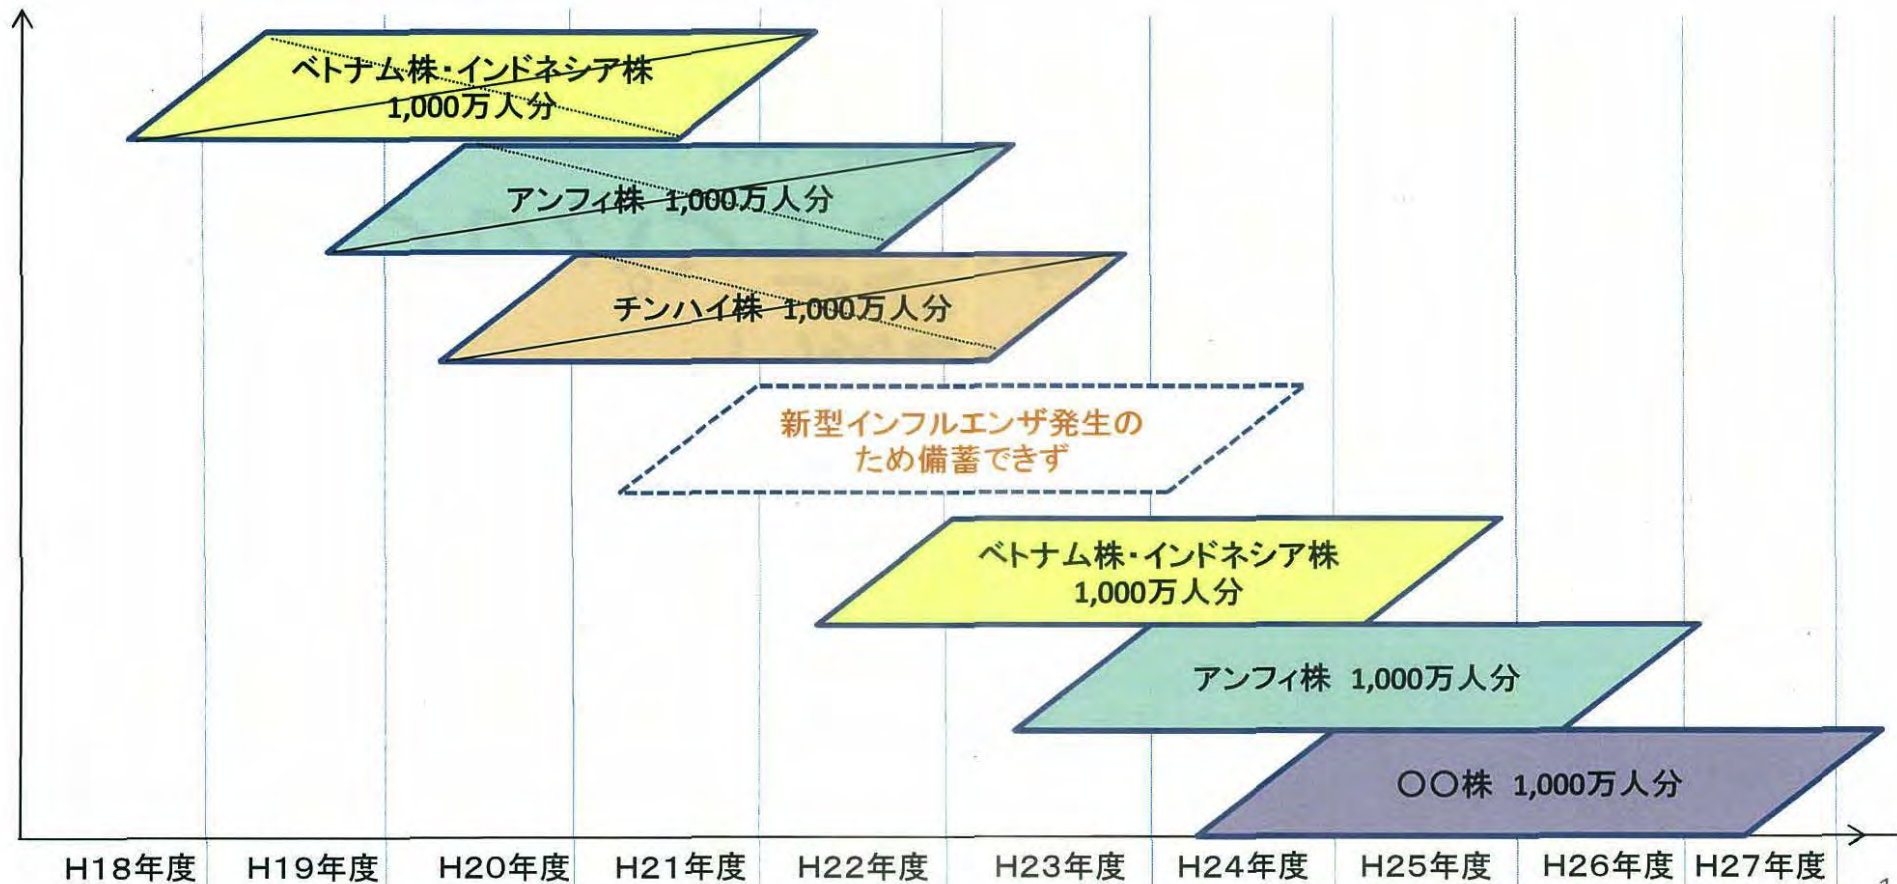 ベトナム株・インドネシア株
1,000万人分
アンフィ株 1,000万人分
チンハイ株 1,000万人分
新型インフルエンザ発生の
ため備蓄できず
ベトナム株・インドネシア株
1,000万人分
アンフィ株 1,000万人分
〇〇株 1,000万人分
H18年度 H19年度 H20年度 H21年度 H22年度 H23年度 H24年度 H25年度 H26年度 H27年度